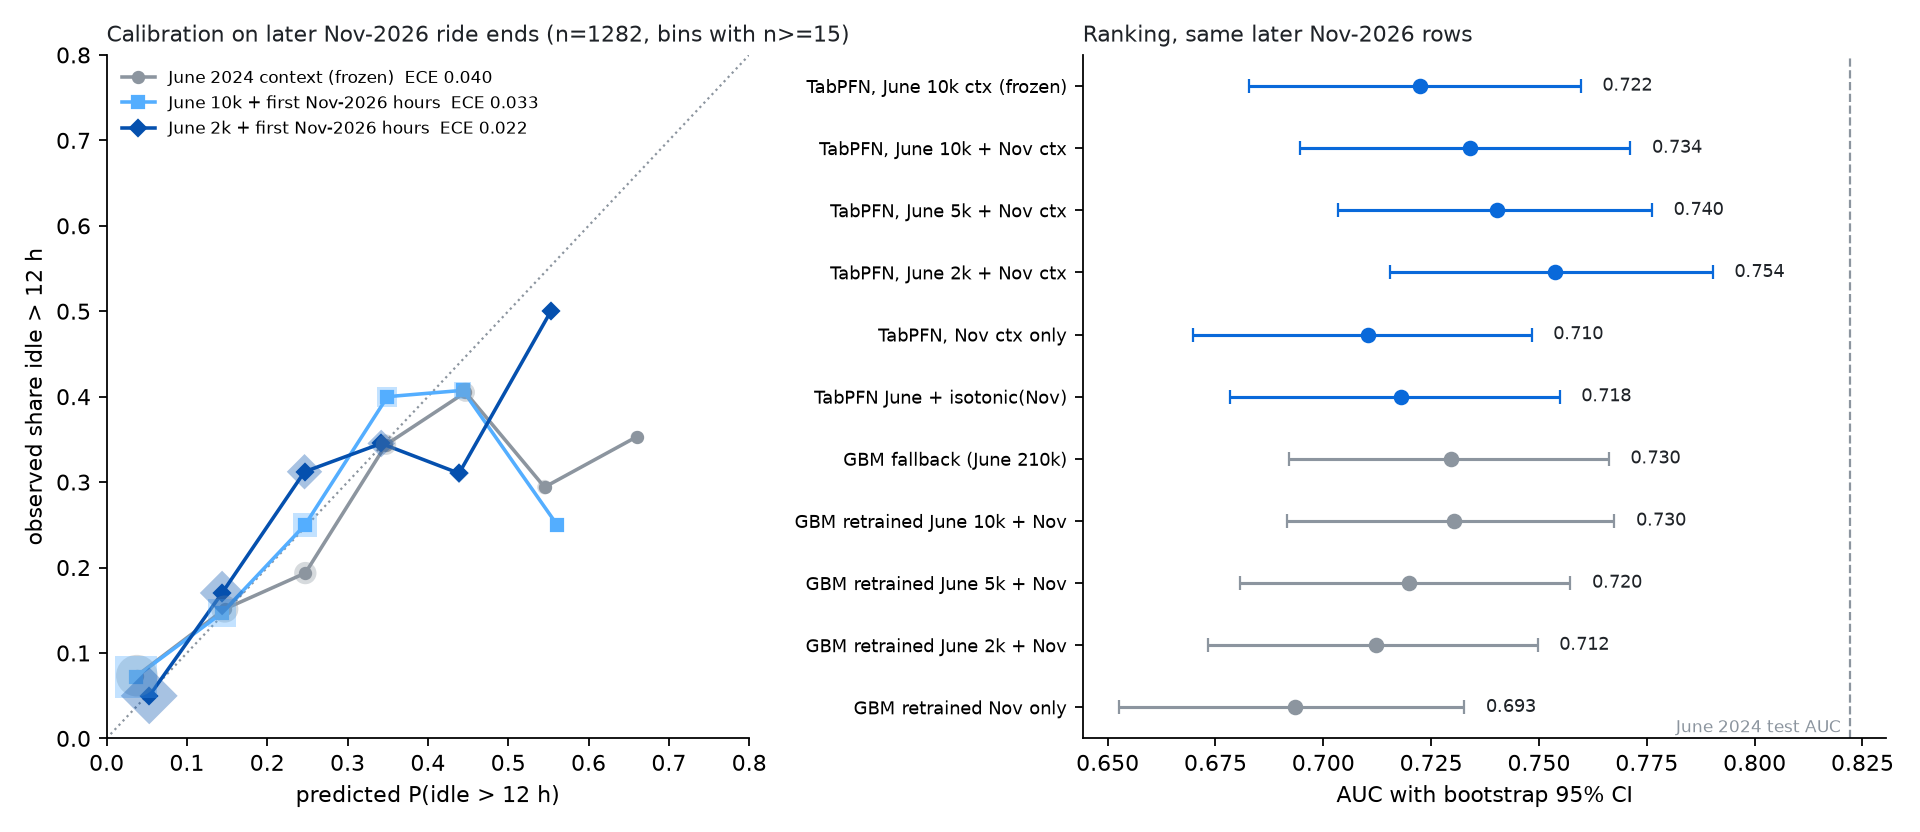 Calibration on later Nov-2026 ride ends (n=1282, bins with n>=15)
June 2024 context (frozen)  ECE 0.040
June 10k + first Nov-2026 hours  ECE 0.033
June 2k + first Nov-2026 hours  ECE 0.022
observed share idle > 12 h
0.8
0.7
0.6
0.5
0.4
0.3
0.2
0.1
0.0
0.0 0.1 0.2 0.3 0.4 0.5 0.6 0.7 0.8
predicted P(idle > 12 h)
Ranking, same later Nov-2026 rows
TabPFN, June 10k ctx (frozen) 0.722
TabPFN, June 10k + Nov ctx 0.734
TabPFN, June 5k + Nov ctx 0.740
TabPFN, June 2k + Nov ctx 0.754
TabPFN, Nov ctx only 0.710
TabPFN June + isotonic(Nov) 0.718
GBM fallback (June 210k) 0.730
GBM retrained June 10k + Nov 0.730
GBM retrained June 5k + Nov 0.720
GBM retrained June 2k + Nov 0.712
GBM retrained Nov only 0.693
June 2024 test AUC
0.650 0.675 0.700 0.725 0.750 0.775 0.800 0.825
AUC with bootstrap 95% CI